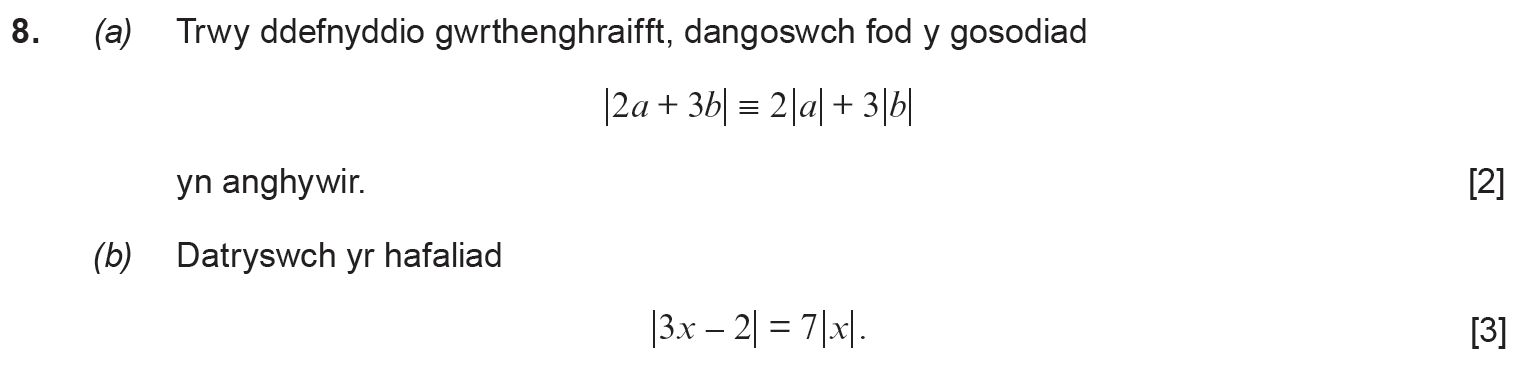 8. (a) Trwy ddefnyddio gwrthenghraifft, dangoswch fod y gosodiad
|2a + 3b| ≡ 2|a| + 3|b|
yn anghywir. [2]
(b) Datryswch yr hafaliad
|3x – 2| = 7|x|. [3]